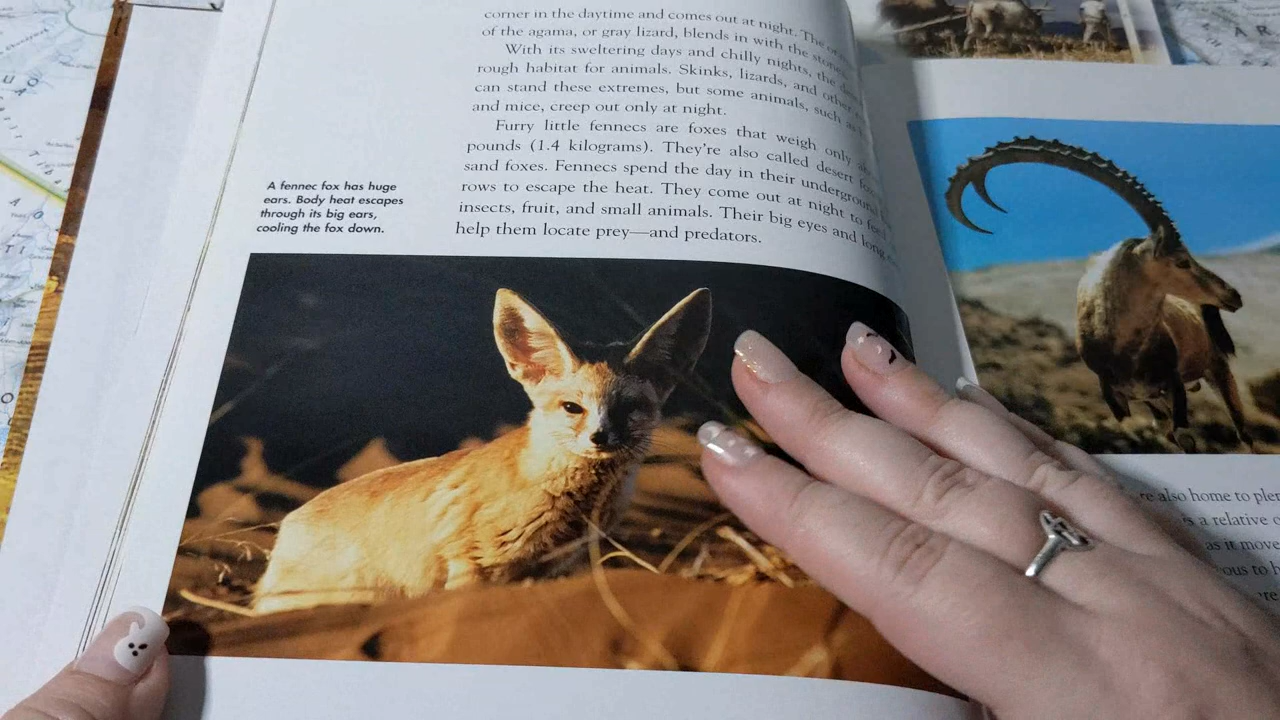 corner in the daytime and comes out at night. The
of the agama, or gray lizard, blends in with the
With its sweltering days and chilly nights, the
rough habitat for animals. Skinks, lizards, and other
can stand these extremes, but some animals, such as
and mice, creep out only at night.
Furry little fennecs are foxes that weigh only
pounds (1.4 kilograms). They're also called desert
sand foxes. Fennecs spend the day in their underground
rows to escape the heat. They come out at night to
insects, fruit, and small animals. Their big eyes and long
help them locate prey—and predators.
A fennec fox has huge
ears. Body heat escapes
through its big ears,
cooling the fox down.
also home to
s a relative
as it move
ous to